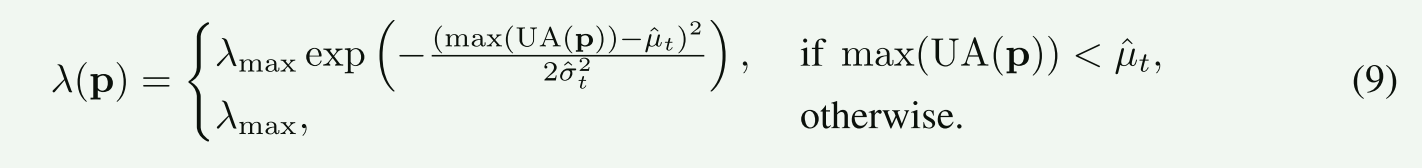 λ(p) = { λ_max exp(−(max(UA(p))−μ̂_t)² / 2σ̂_t²), if max(UA(p)) < μ̂_t,
λ_max, otherwise. (9)